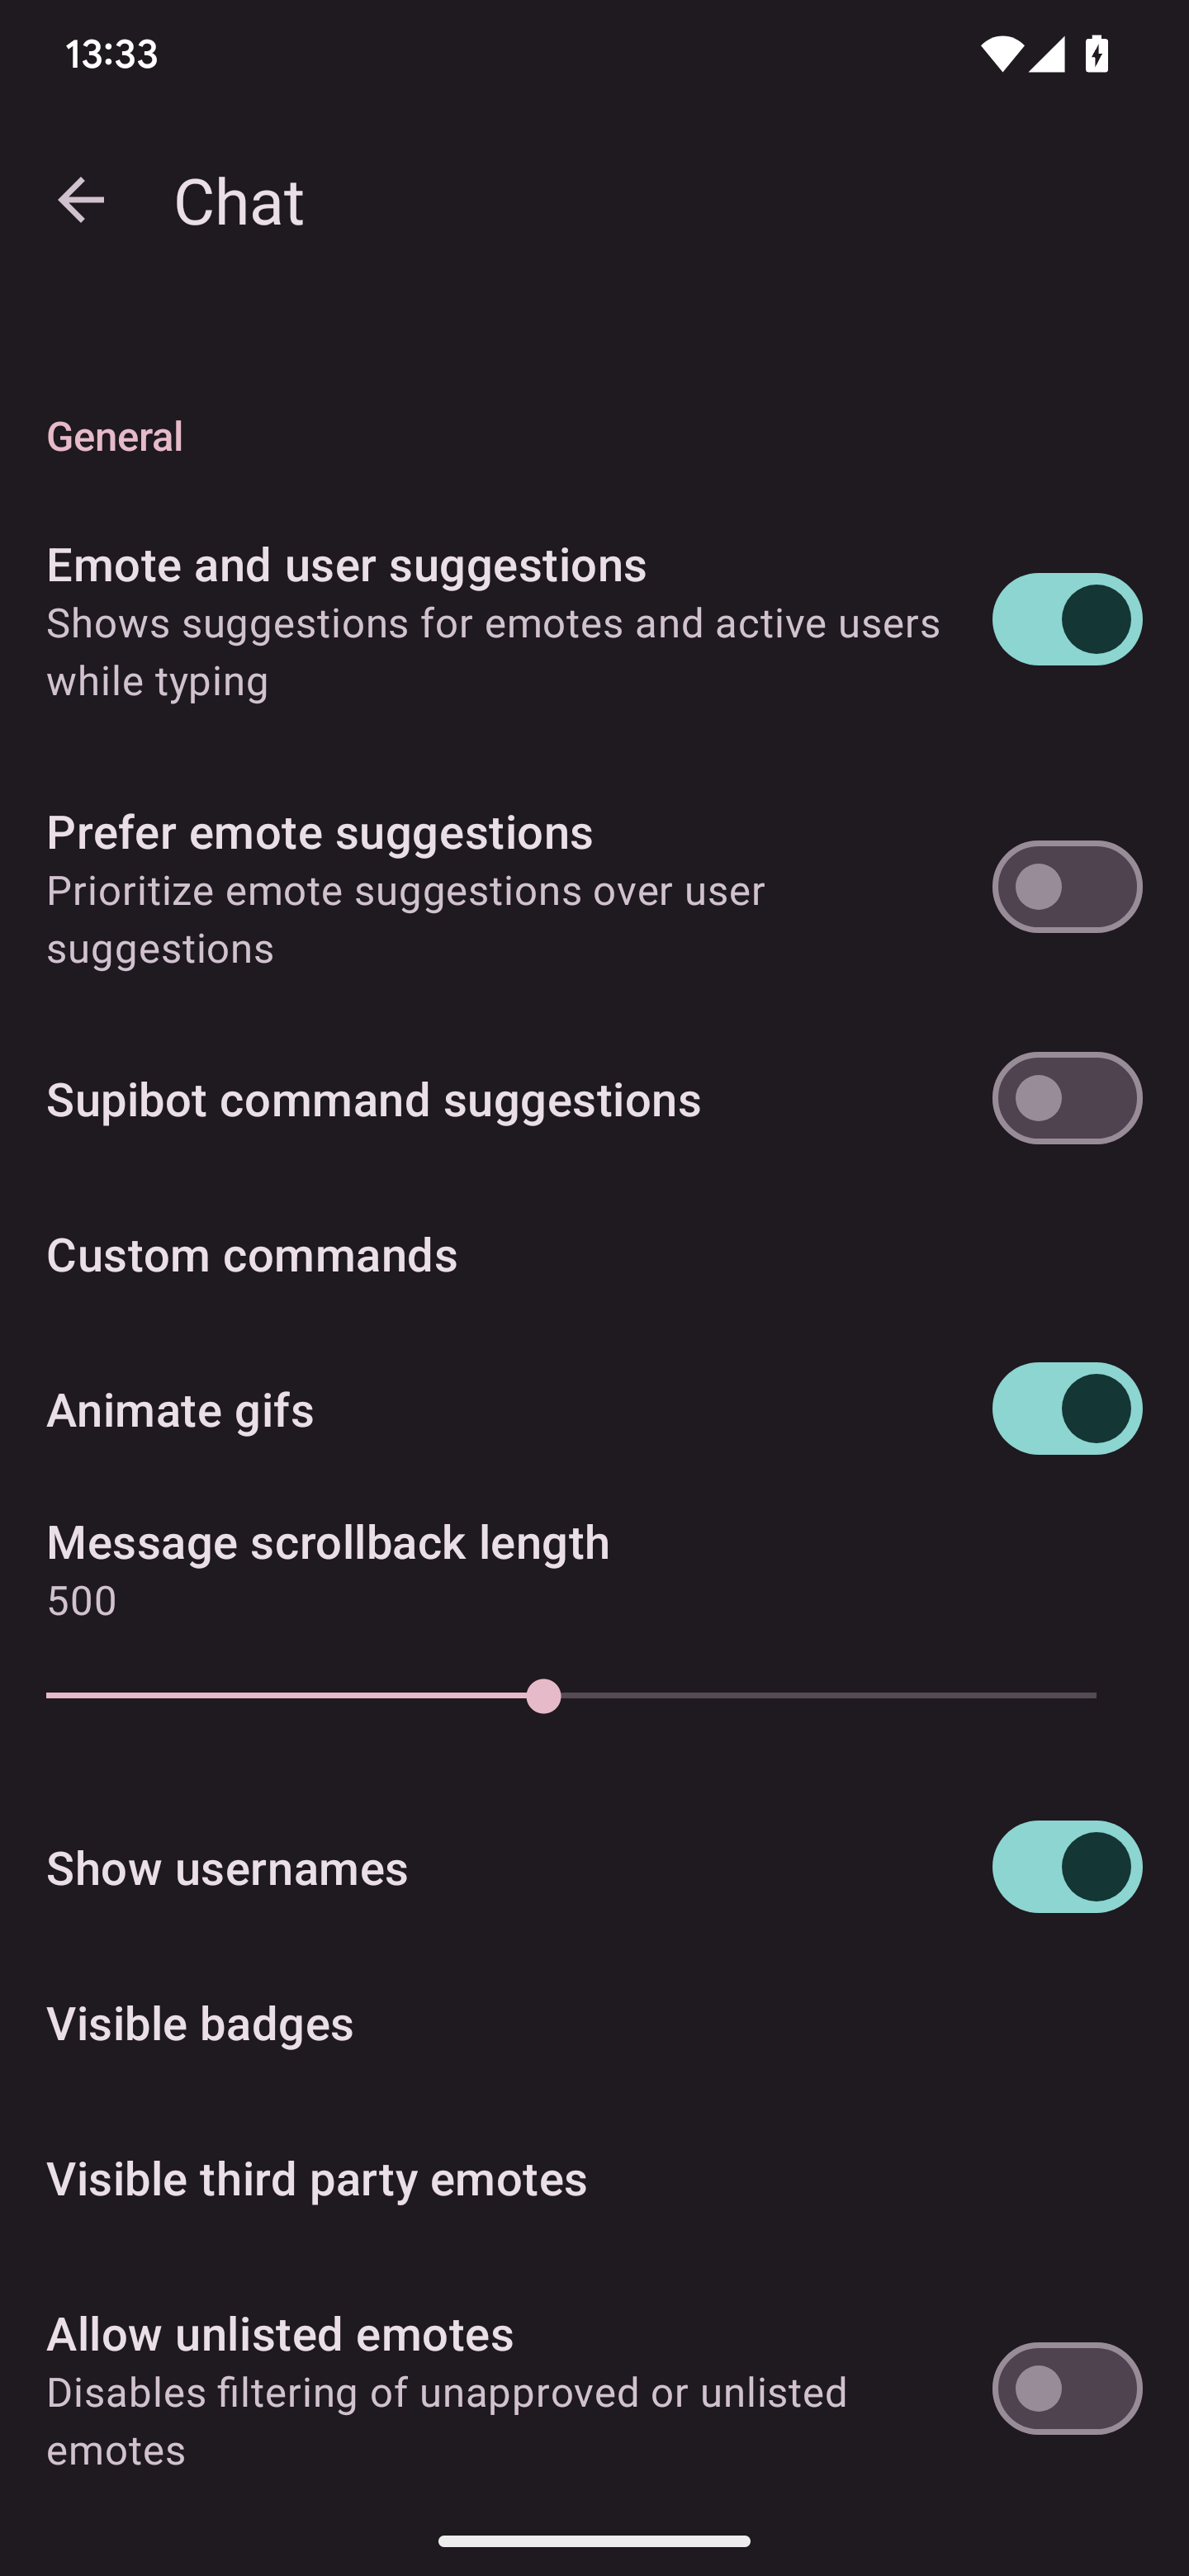 13:33
Chat
General
Emote and user suggestions
Shows suggestions for emotes and active users
while typing
Prefer emote suggestions
Prioritize emote suggestions over user
suggestions
Supibot command suggestions
Custom commands
Animate gifs
Message scrollback length
500
Show usernames
Visible badges
Visible third party emotes
Allow unlisted emotes
Disables filtering of unapproved or unlisted
emotes